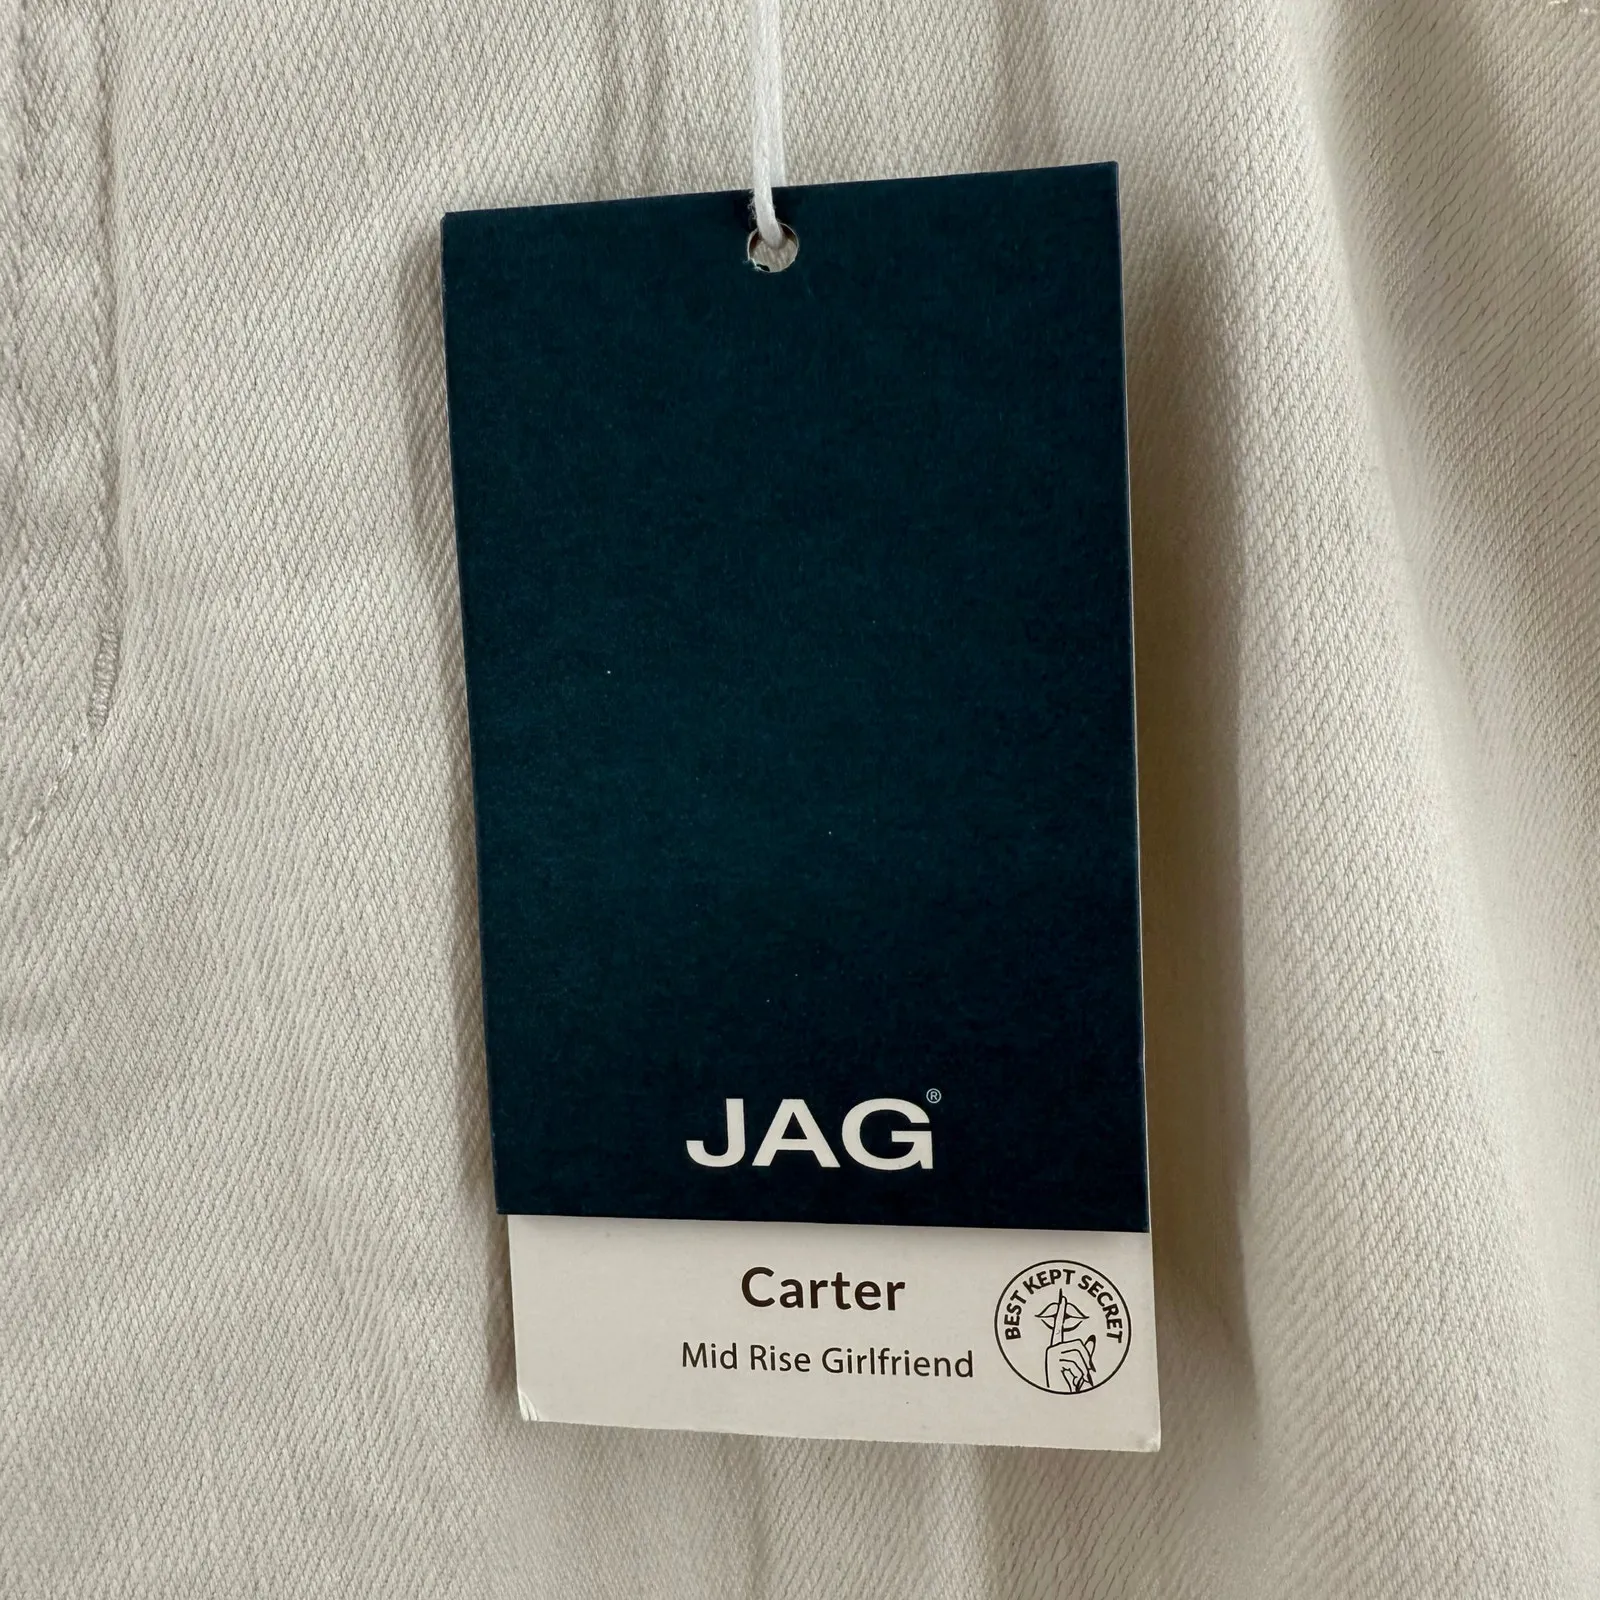 JAG®
Carter
Mid Rise Girlfriend
BEST KEPT SECRET